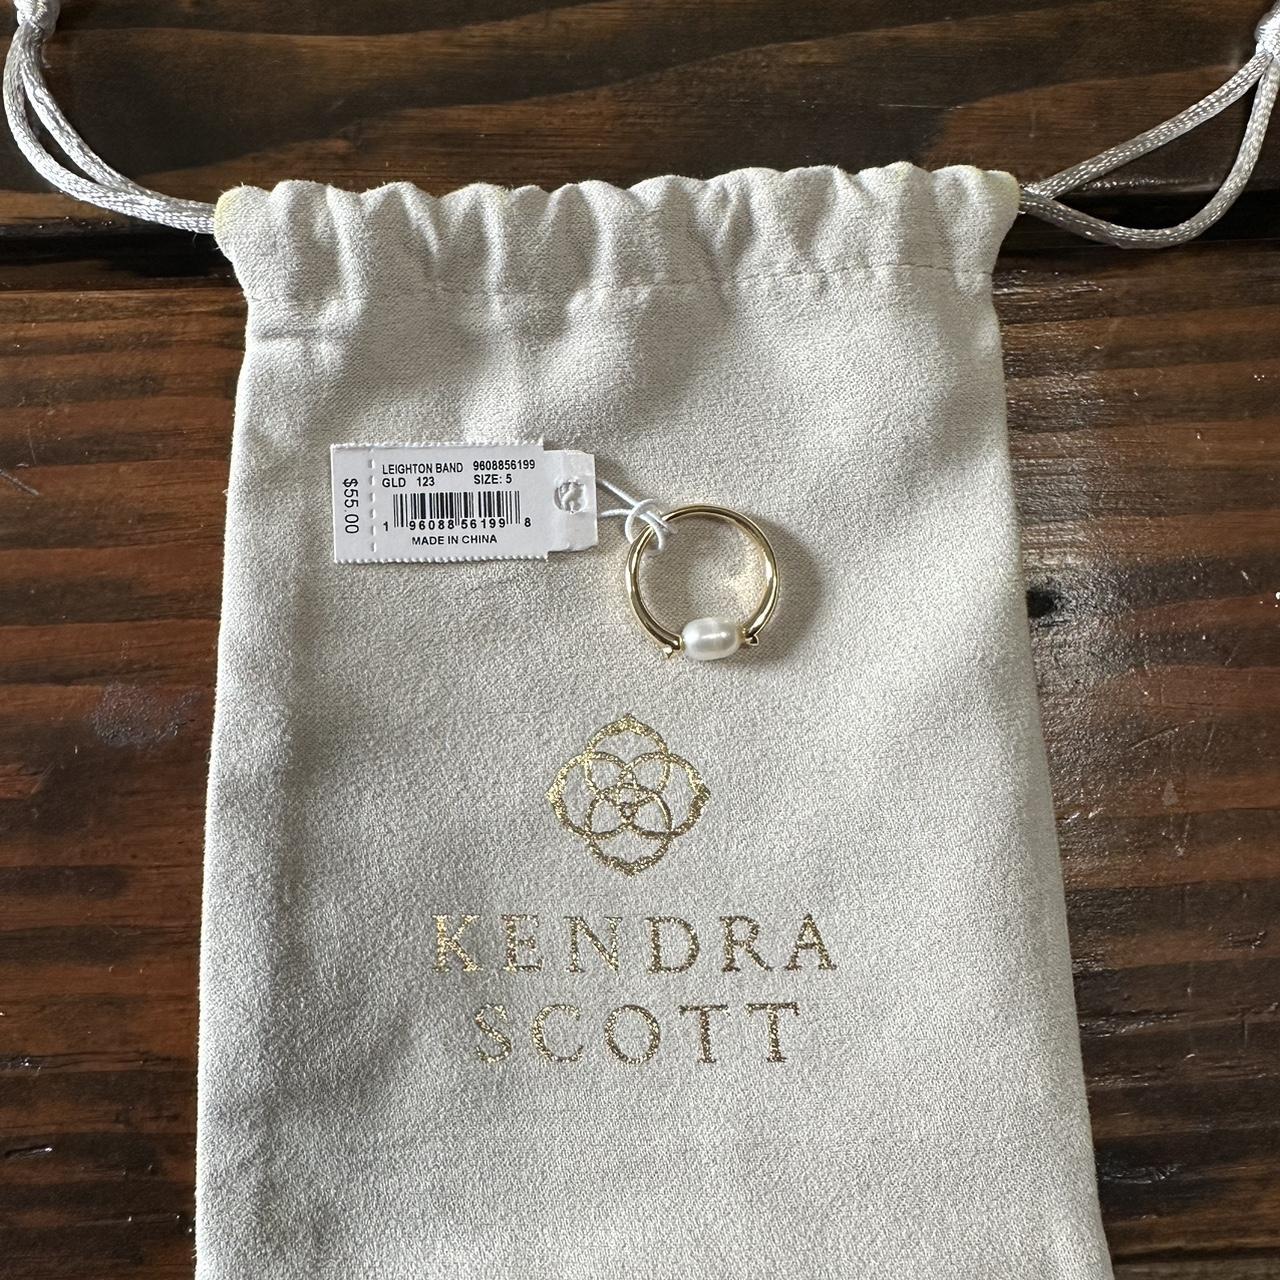 $55.00
LEIGHTON BAND 9608856199
GLD 123 SIZE: 5
1 96088 56199 8
MADE IN CHINA
KENDRA
SCOTT